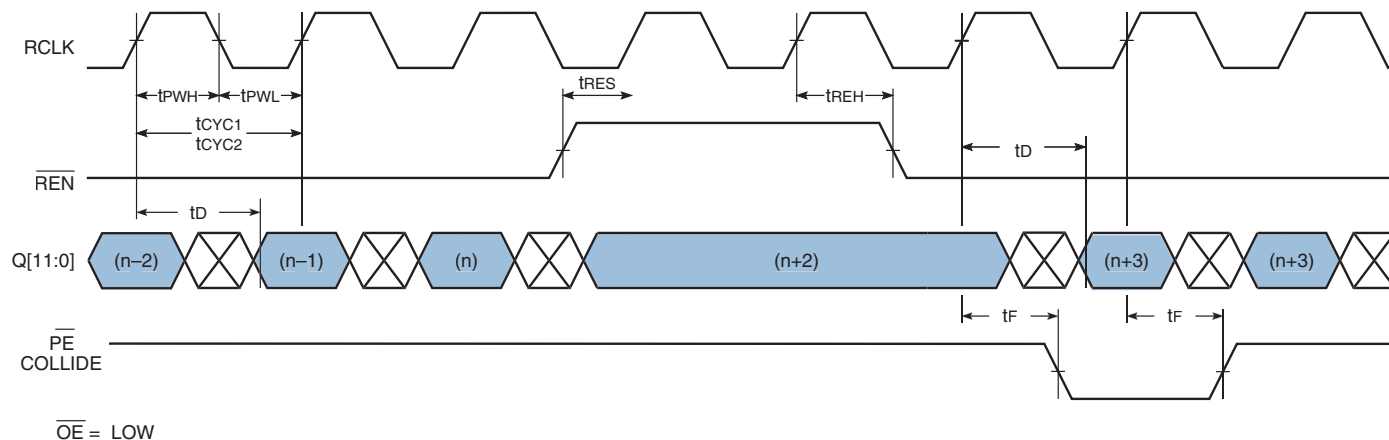 RCLK
tPWH
tPWL
tRES
tREH
tCYC1
tCYC2
tD
REN
tD
Q[11:0]
(n–2)
(n–1)
(n)
(n+2)
(n+3)
(n+3)
tF
tF
PE
COLLIDE
OE = LOW